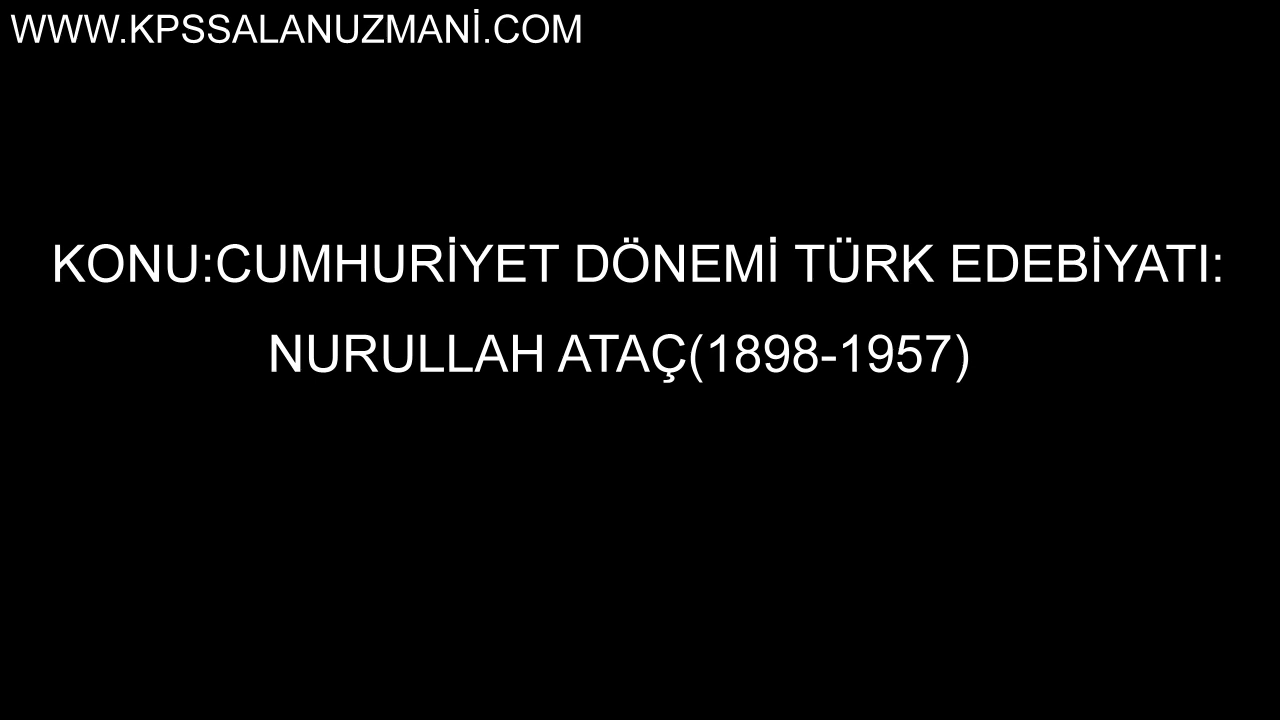 WWW.KPSSALANUZMANİ.COM
KONU:CUMHURİYET DÖNEMİ TÜRK EDEBİYATI:
NURULLAH ATAÇ(1898-1957)